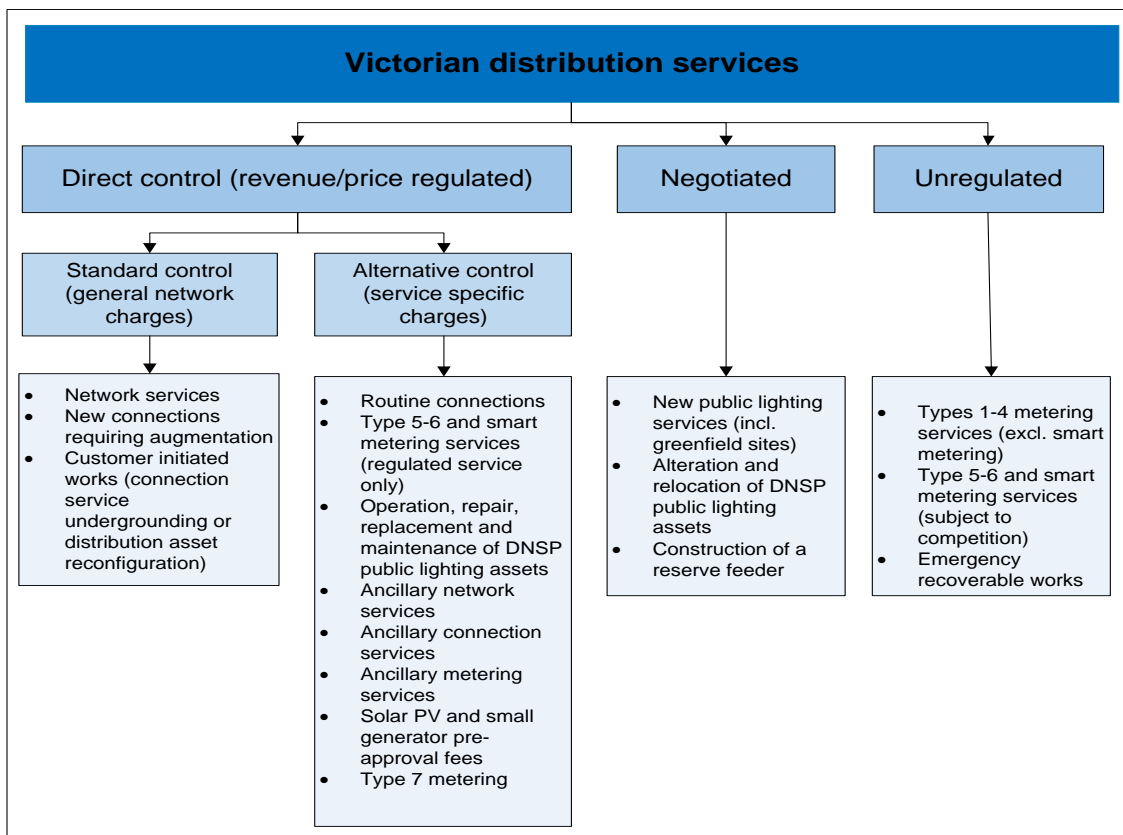 Victorian distribution services
Direct control (revenue/price regulated)
Negotiated
Unregulated
Standard control
(general network
charges)
Alternative control
(service specific
charges)
• Network services
• New connections
requiring augmentation
• Customer initiated
works (connection
service
undergrounding or
distribution asset
reconfiguration)
• Routine connections
• Type 5-6 and smart
metering services
(regulated service
only)
• Operation, repair,
replacement and
maintenance of DNSP
public lighting assets
• Ancillary network
services
• Ancillary connection
services
• Ancillary metering
services
• Solar PV and small
generator pre-
approval fees
• Type 7 metering
• New public lighting
services (incl.
greenfield sites)
• Alteration and
relocation of DNSP
public lighting
assets
• Construction of a
reserve feeder
• Types 1-4 metering
services (excl. smart
metering)
• Type 5-6 and smart
metering services
(subject to
competition)
• Emergency
recoverable works